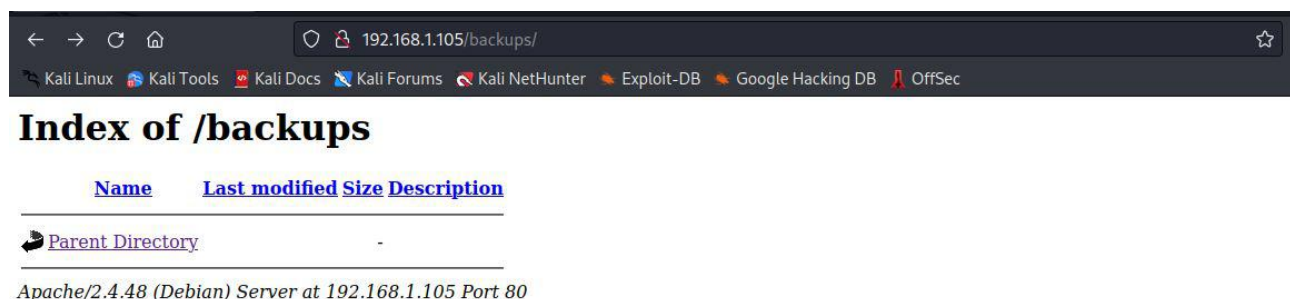 192.168.1.105/backups/
Kali Linux Kali Tools Kali Docs Kali Forums Kali NetHunter Exploit-DB Google Hacking DB OffSec
Index of /backups
Name Last modified Size Description
Parent Directory -
Apache/2.4.48 (Debian) Server at 192.168.1.105 Port 80